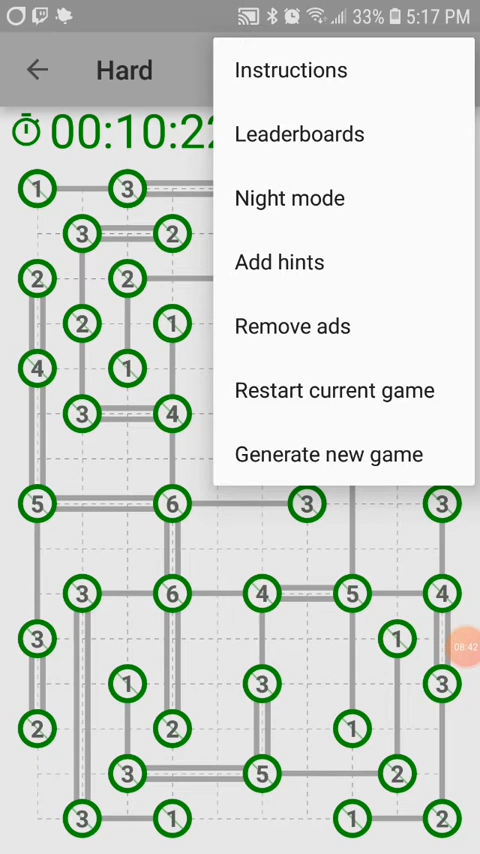 33% 5:17 PM
Hard
Instructions
00:10:22
Leaderboards
1 3
Night mode
3 2
Add hints
2 2
2 1
Remove ads
4 1
Restart current game
3 4
Generate new game
5 6 3 3
3 6 4 5 4
3 1
08:42
1 3 3
2 2 1
3 5 2
3 1 1 2